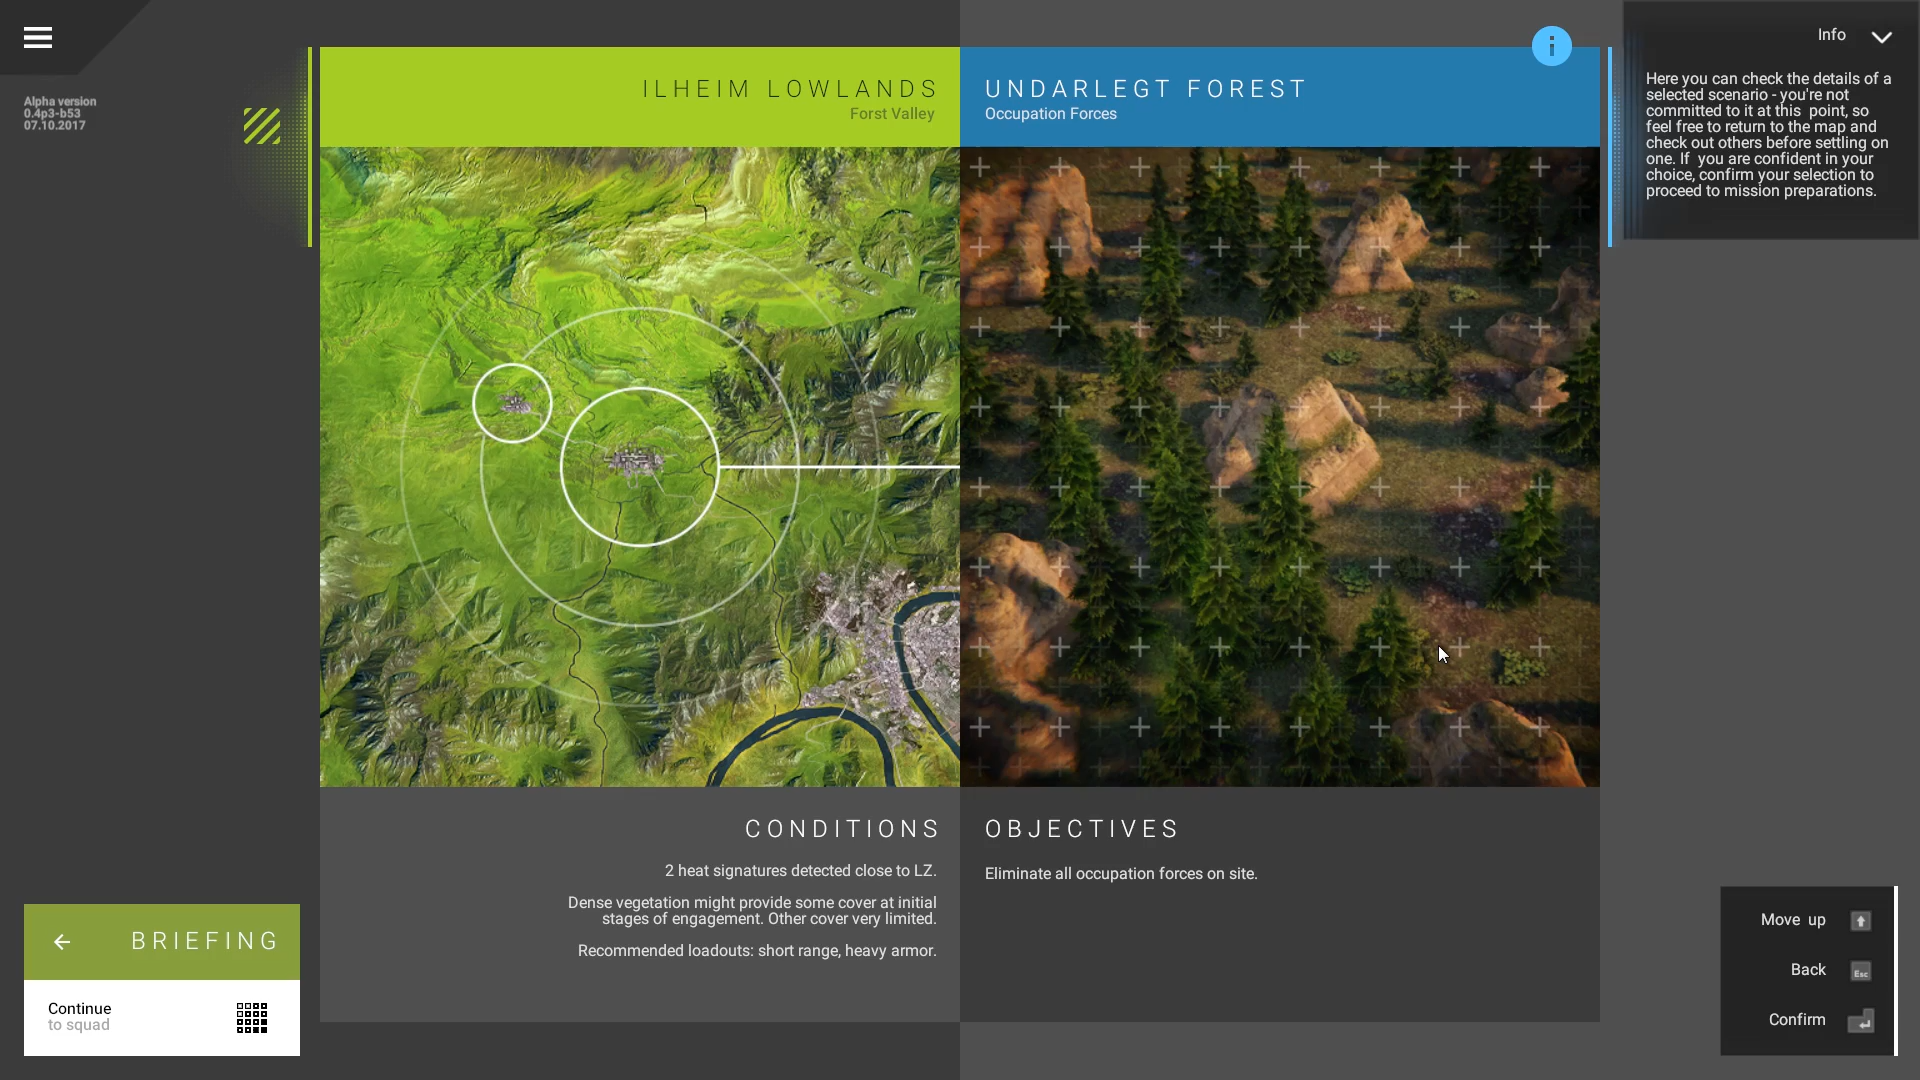 Alpha version
0.4p3-b53
07.10.2017
ILHEIM LOWLANDS
Forst Valley
UNDARLEGT FOREST
Occupation Forces
Info
Here you can check the details of a
selected scenario - you're not
committed to it at this point, so
feel free to return to the map and
check out others before settling on
one. If you are confident in your
choice, confirm your selection to
proceed to mission preparations.
CONDITIONS
2 heat signatures detected close to LZ.
Dense vegetation might provide some cover at initial
stages of engagement. Other cover very limited.
Recommended loadouts: short range, heavy armor.
OBJECTIVES
Eliminate all occupation forces on site.
BRIEFING
Continue
to squad
Move up
Back Esc
Confirm